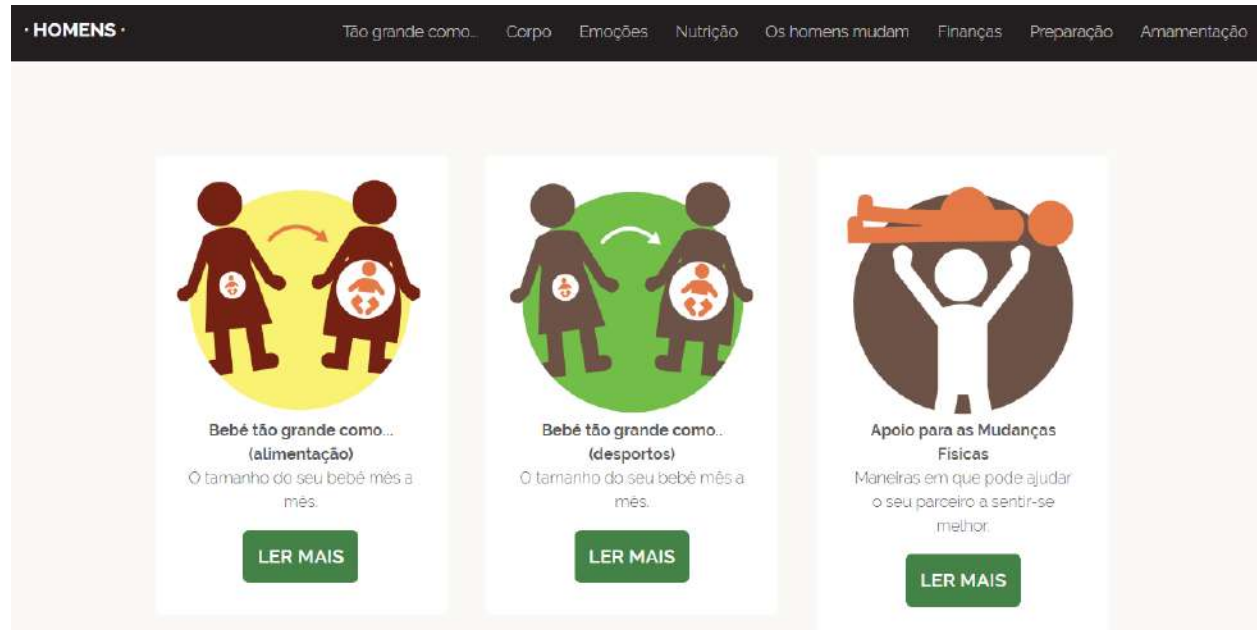 · HOMENS ·
Tão grande como... Corpo Emoções Nutrição Os homens mudam Finanças Preparação Amamentação
Bebé tão grande como...
(alimentação)
O tamanho do seu bebé mês a
mês.
LER MAIS
Bebé tão grande como..
(desportos)
O tamanho do seu bebé mês a
mês.
LER MAIS
Apoio para as Mudanças
Físicas
Maneiras em que pode ajudar
o seu parceiro a sentir-se
melhor.
LER MAIS